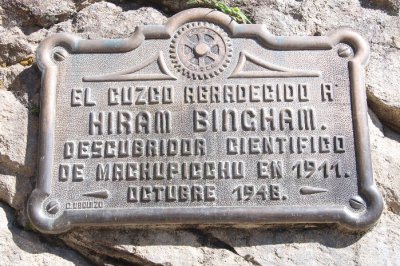 EL CUZCO AGRADECIDO A
HIRAM BINGHAM.
DESCUBRIDOR CIENTIFICO
DE MACHUPICCHU EN 1911.
OCTUBRE 1948.